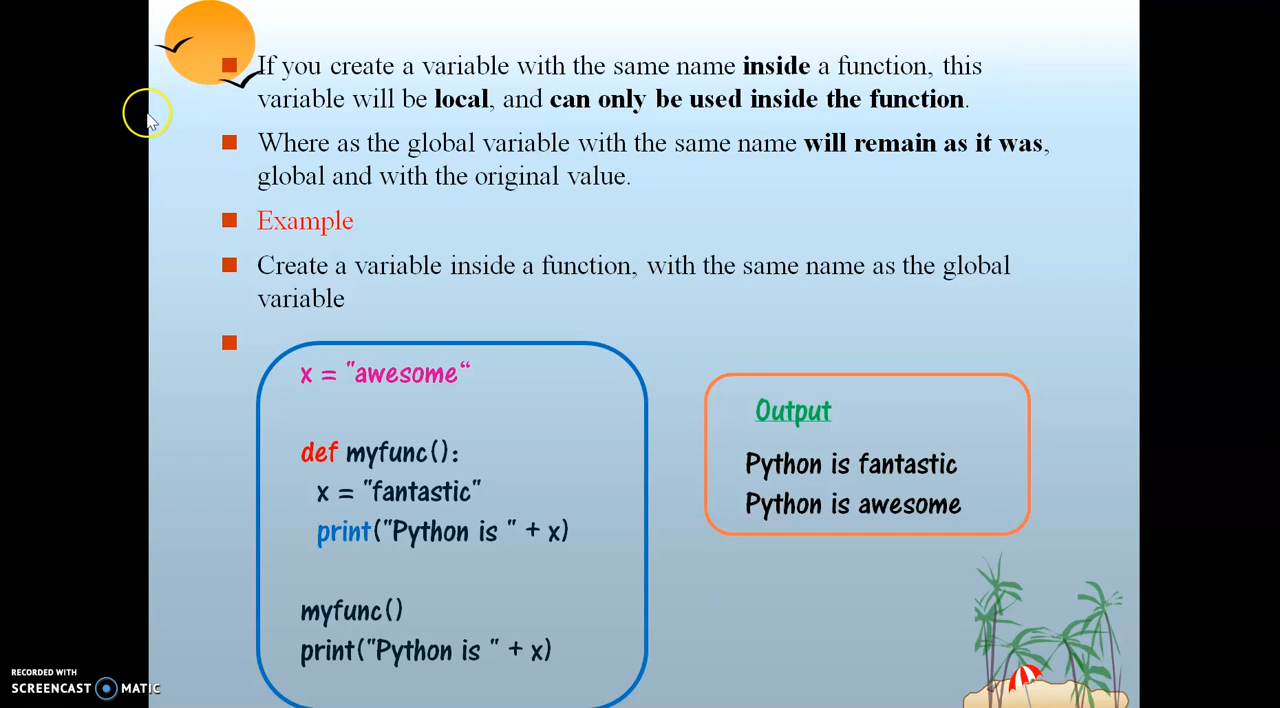 If you create a variable with the same name inside a function, this
variable will be local, and can only be used inside the function.
Where as the global variable with the same name will remain as it was,
global and with the original value.
Example
Create a variable inside a function, with the same name as the global
variable
x = "awesome“
def myfunc():
x = "fantastic"
print("Python is " + x)
myfunc()
print("Python is " + x)
Output
Python is fantastic
Python is awesome
RECORDED WITH
SCREENCAST MATIC